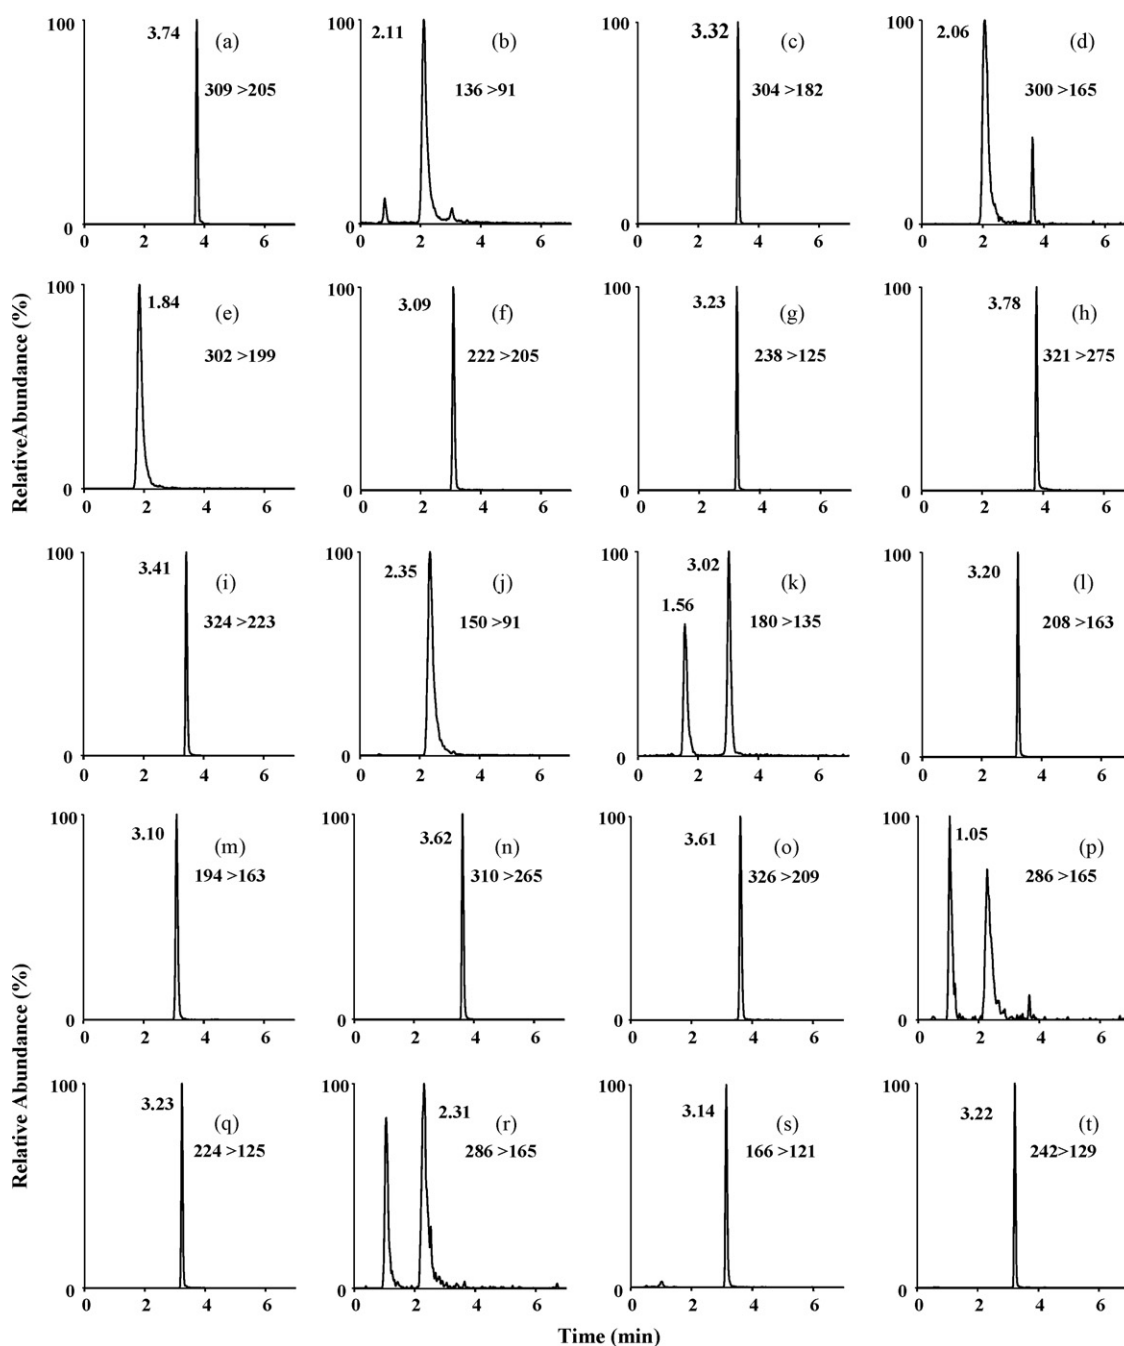 100 100 100 100
3.74 (a) 2.11 (b) 3.32 (c) 2.06 (d)
309 >205 136 >91 304 >182 300 >165
0 0 0 0
0 2 4 6 0 2 4 6 0 2 4 6 0 2 4 6
100 100 100 100
1.84 (e) 3.09 (f) 3.23 (g) 3.78 (h)
302 >199 222 >205 238 >125 321 >275
0 0 0 0
0 2 4 6 0 2 4 6 0 2 4 6 0 2 4 6
RelativeAbundance (%)
100 100 100 100
3.41 (i) 2.35 (j) 3.02 (k) 3.20 (l)
1.56
324 >223 150 >91 180 >135 208 >163
0 0 0 0
0 2 4 6 0 2 4 6 0 2 4 6 0 2 4 6
100 100 100 100
3.10 (m) 3.62 (n) 3.61 (o) 1.05 (p)
194 >163 310 >265 326 >209 286 >165
0 0 0 0
0 2 4 6 0 2 4 6 0 2 4 6 0 2 4 6
Relative Abundance (%)
100 100 100 100
3.23 (q) 2.31 (r) 3.14 (s) 3.22 (t)
224 >125 286 >165 166 >121 242>129
0 0 0 0
0 2 4 6 0 2 4 6 0 2 4 6 0 2 4 6
Time (min)